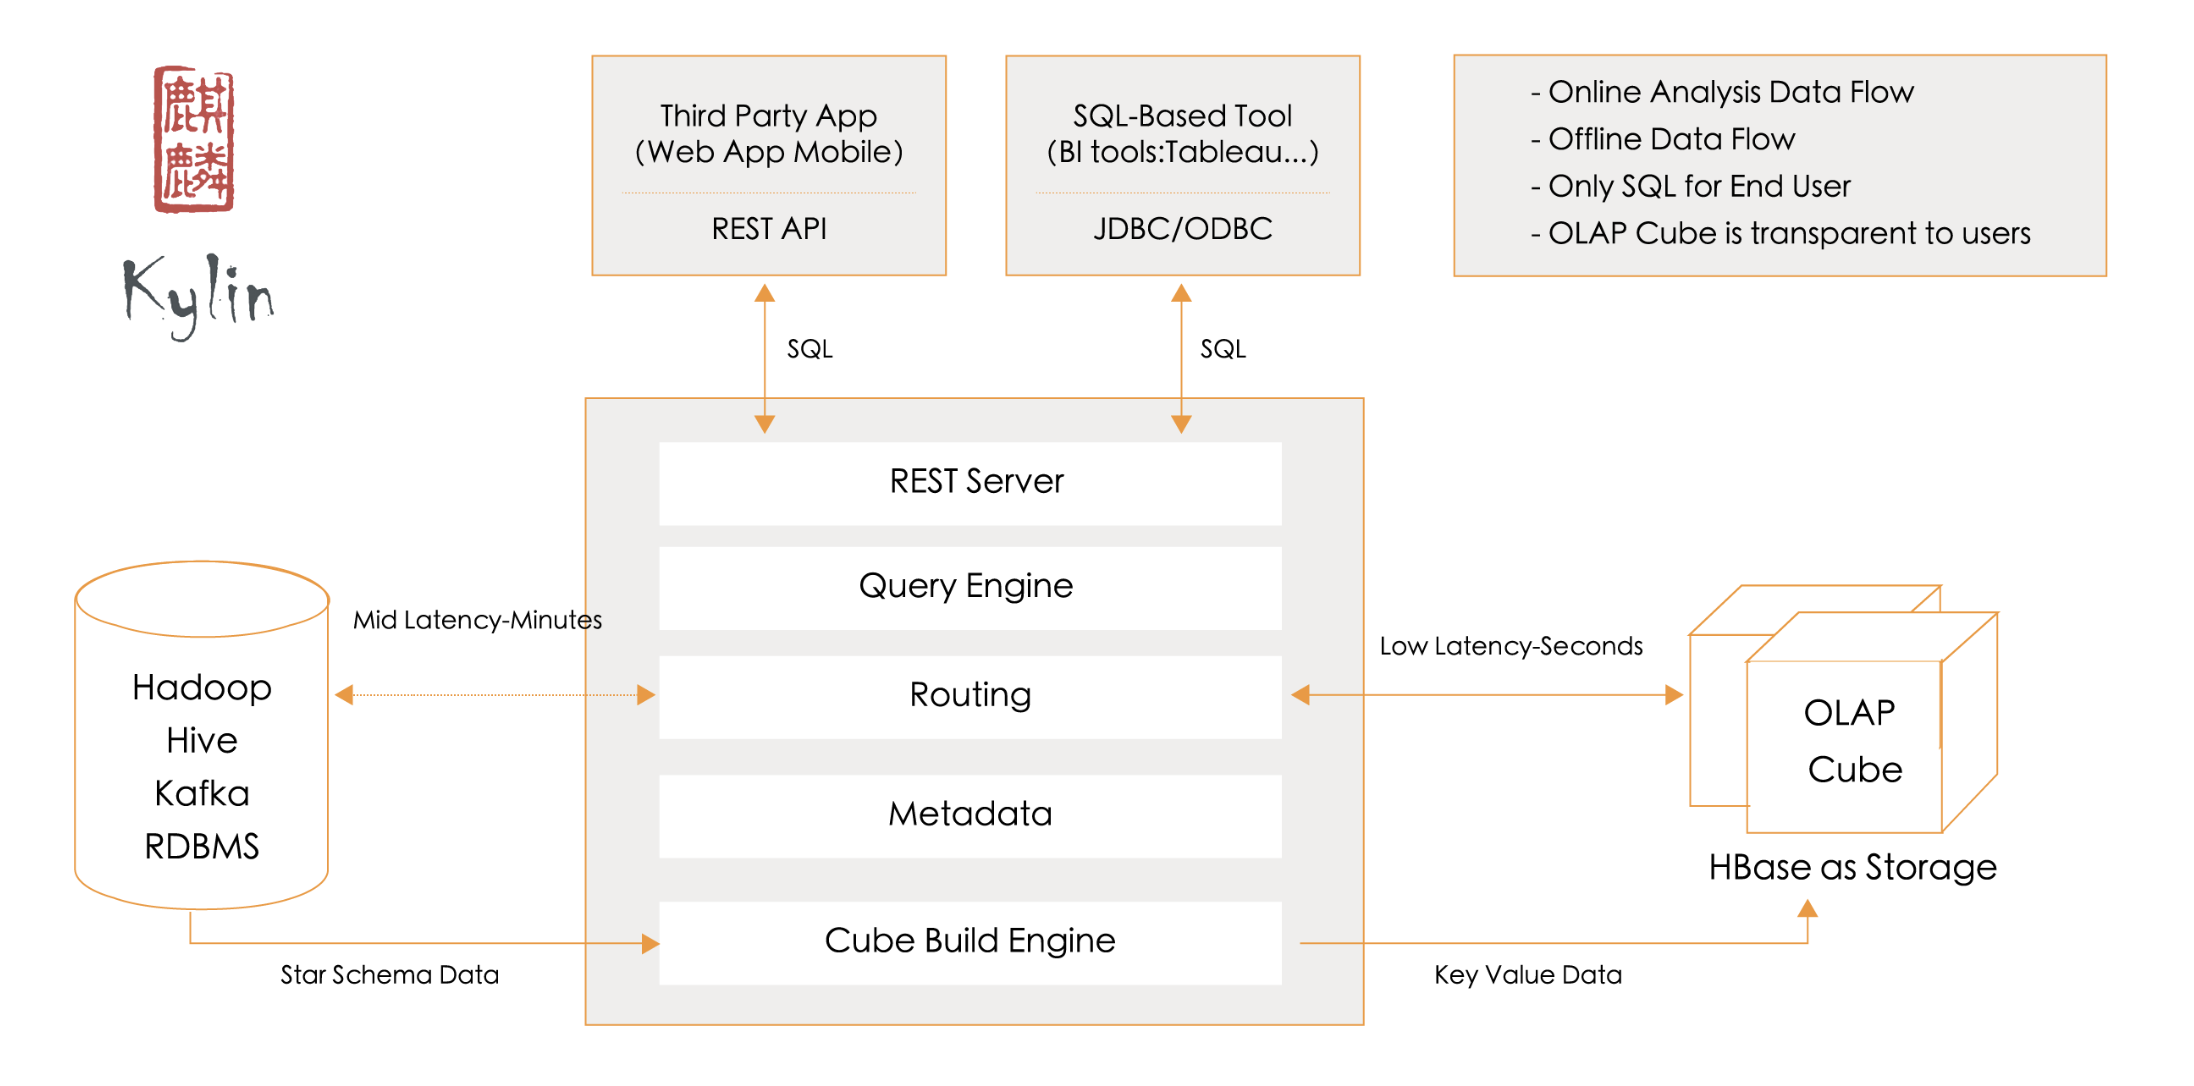 麒
麟
Kylin
Third Party App
(Web App Mobile)
REST API
SQL-Based Tool
(BI tools:Tableau...)
JDBC/ODBC
- Online Analysis Data Flow
- Offline Data Flow
- Only SQL for End User
- OLAP Cube is transparent to users
SQL
SQL
REST Server
Query Engine
Routing
Metadata
Cube Build Engine
Mid Latency-Minutes
Hadoop
Hive
Kafka
RDBMS
Star Schema Data
Low Latency-Seconds
OLAP
Cube
HBase as Storage
Key Value Data